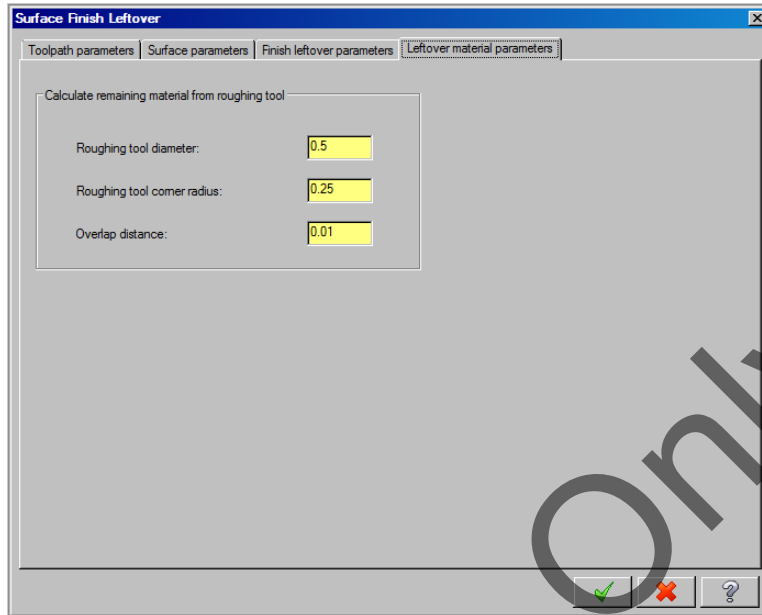 Surface Finish Leftover
Toolpath parameters Surface parameters Finish leftover parameters Leftover material parameters
Calculate remaining material from roughing tool
Roughing tool diameter: 0.5
Roughing tool corner radius: 0.25
Overlap distance: 0.01
Only